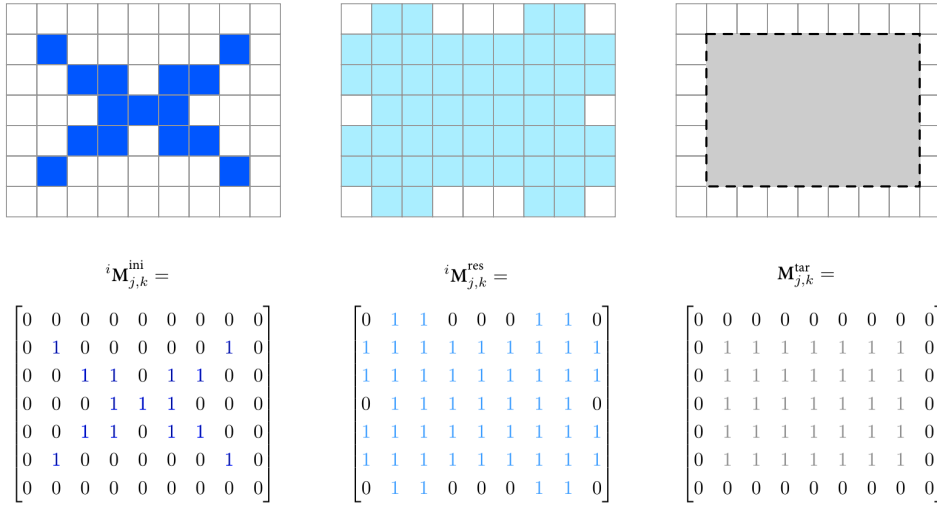 iM^ini_j,k =
iM^res_j,k =
M^tar_j,k =
0 0 0 0 0 0 0 0 0
0 1 0 0 0 0 0 1 0
0 0 1 1 0 1 1 0 0
0 0 0 1 1 1 0 0 0
0 0 1 1 0 1 1 0 0
0 1 0 0 0 0 0 1 0
0 0 0 0 0 0 0 0 0
0 1 1 0 0 0 1 1 0
1 1 1 1 1 1 1 1 1
1 1 1 1 1 1 1 1 1
0 1 1 1 1 1 1 1 0
1 1 1 1 1 1 1 1 1
1 1 1 1 1 1 1 1 1
0 1 1 0 0 0 1 1 0
0 0 0 0 0 0 0 0 0
0 1 1 1 1 1 1 1 0
0 1 1 1 1 1 1 1 0
0 1 1 1 1 1 1 1 0
0 1 1 1 1 1 1 1 0
0 1 1 1 1 1 1 1 0
0 0 0 0 0 0 0 0 0